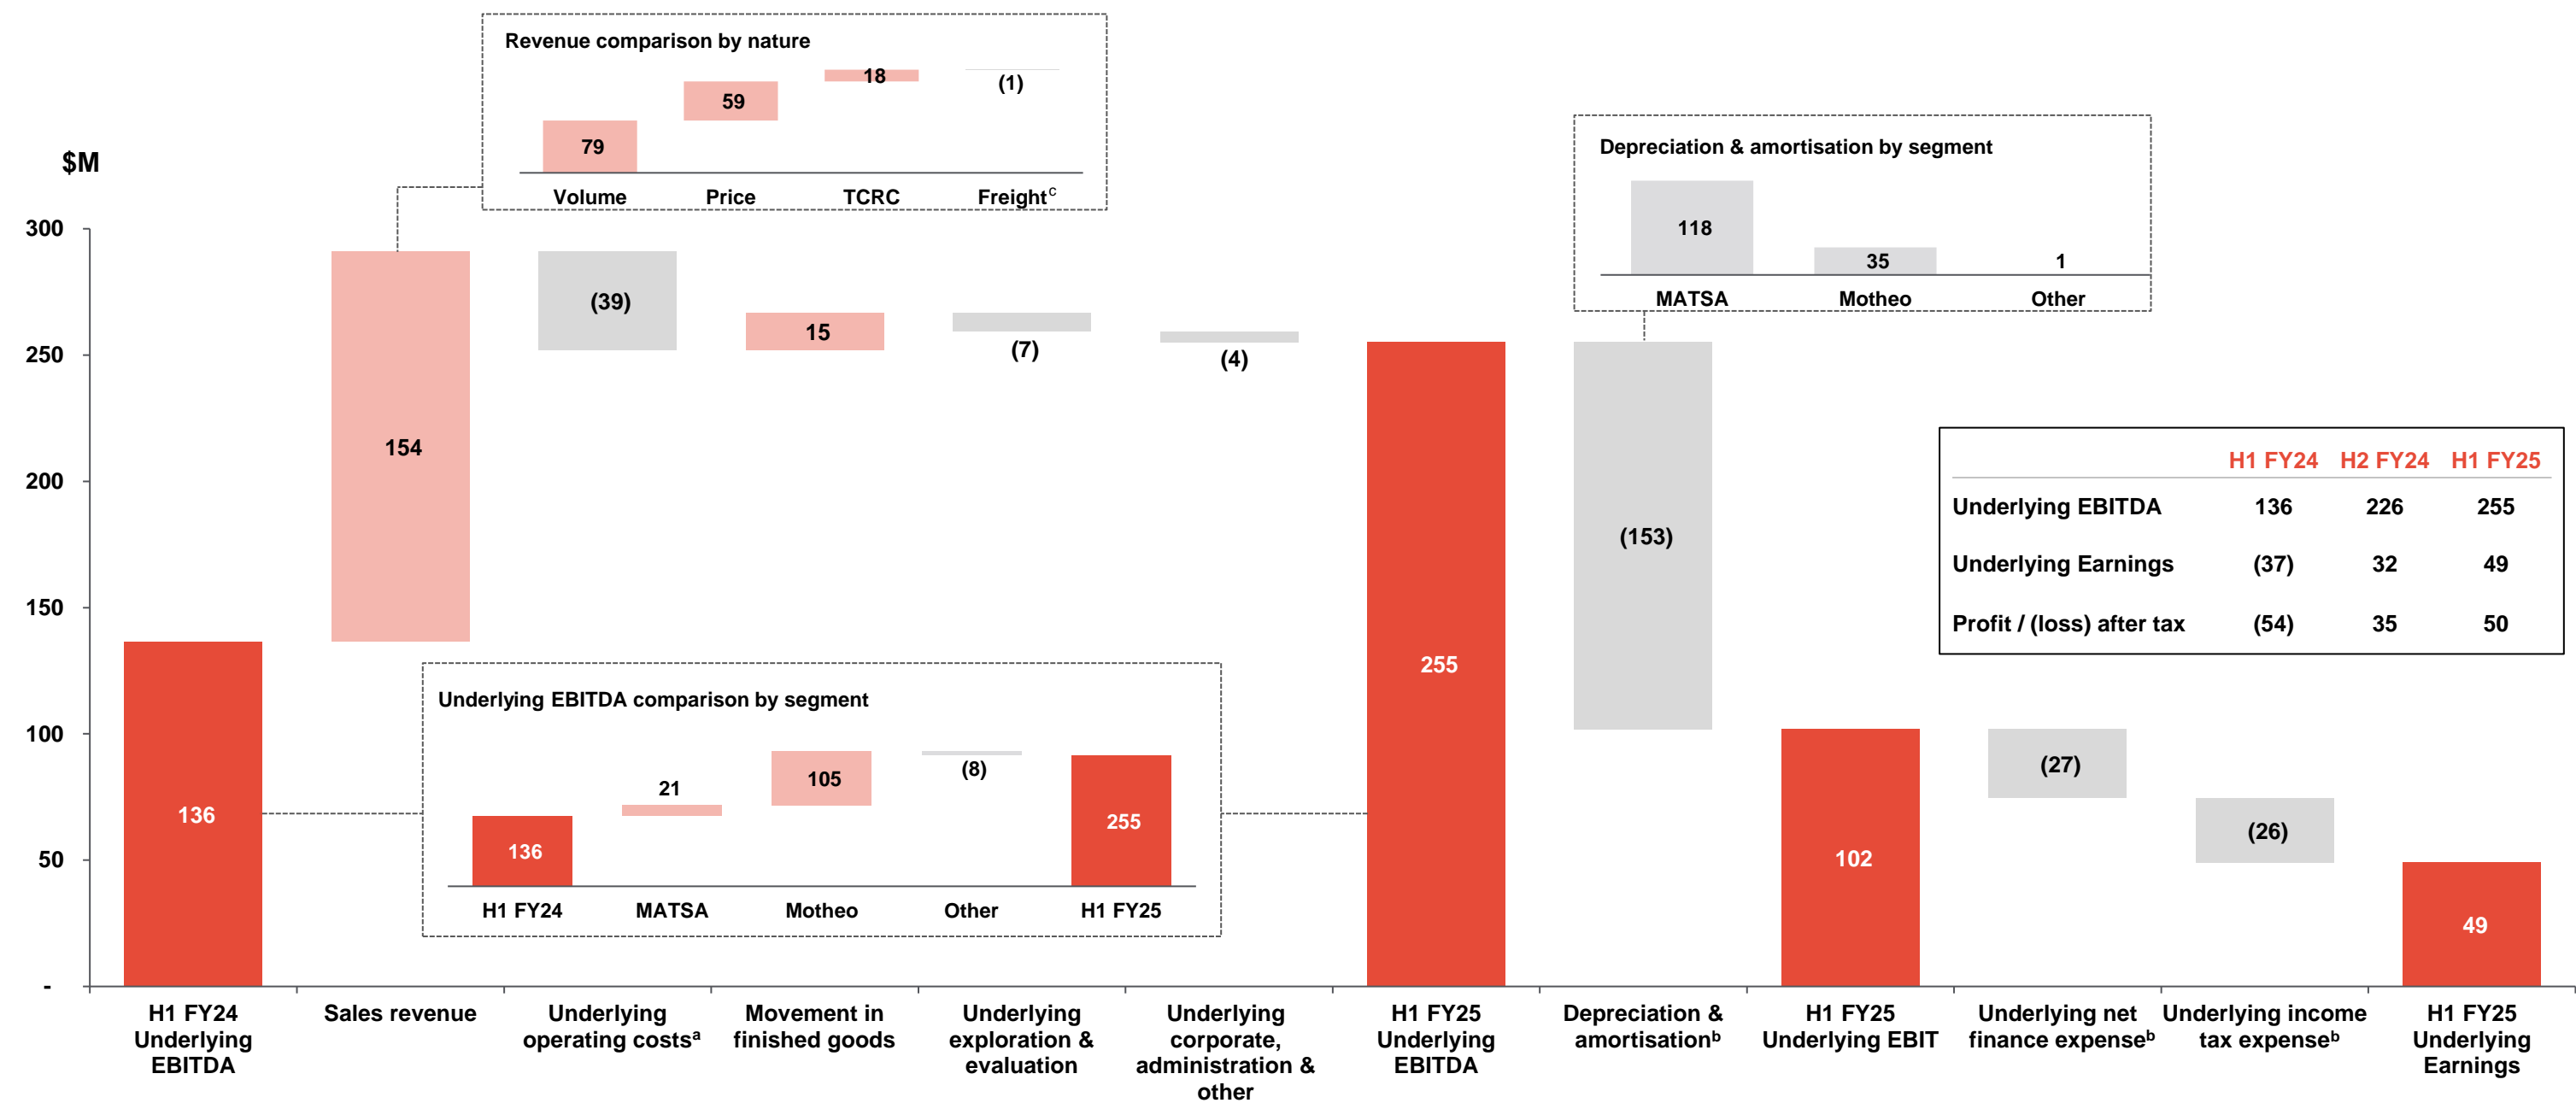 Revenue comparison by nature
18
(1)
59
79
Volume Price TCRC Freightᶜ
$M
Depreciation & amortisation by segment
118
35
1
MATSA Motheo Other
300
250
200
150
100
50
-
136
154
(39)
15
(7)
(4)
255
(153)
102
(27)
(26)
49
Underlying EBITDA comparison by segment
136
21
105
(8)
255
H1 FY24 MATSA Motheo Other H1 FY25
H1 FY24 H2 FY24 H1 FY25
Underlying EBITDA 136 226 255
Underlying Earnings (37) 32 49
Profit / (loss) after tax (54) 35 50
H1 FY24
Underlying
EBITDA
Sales revenue
Underlying
operating costsᵃ
Movement in
finished goods
Underlying
exploration &
evaluation
Underlying
corporate,
administration &
other
H1 FY25
Underlying
EBITDA
Depreciation &
amortisationᵇ
H1 FY25
Underlying EBIT
Underlying net
finance expenseᵇ
Underlying income
tax expenseᵇ
H1 FY25
Underlying
Earnings